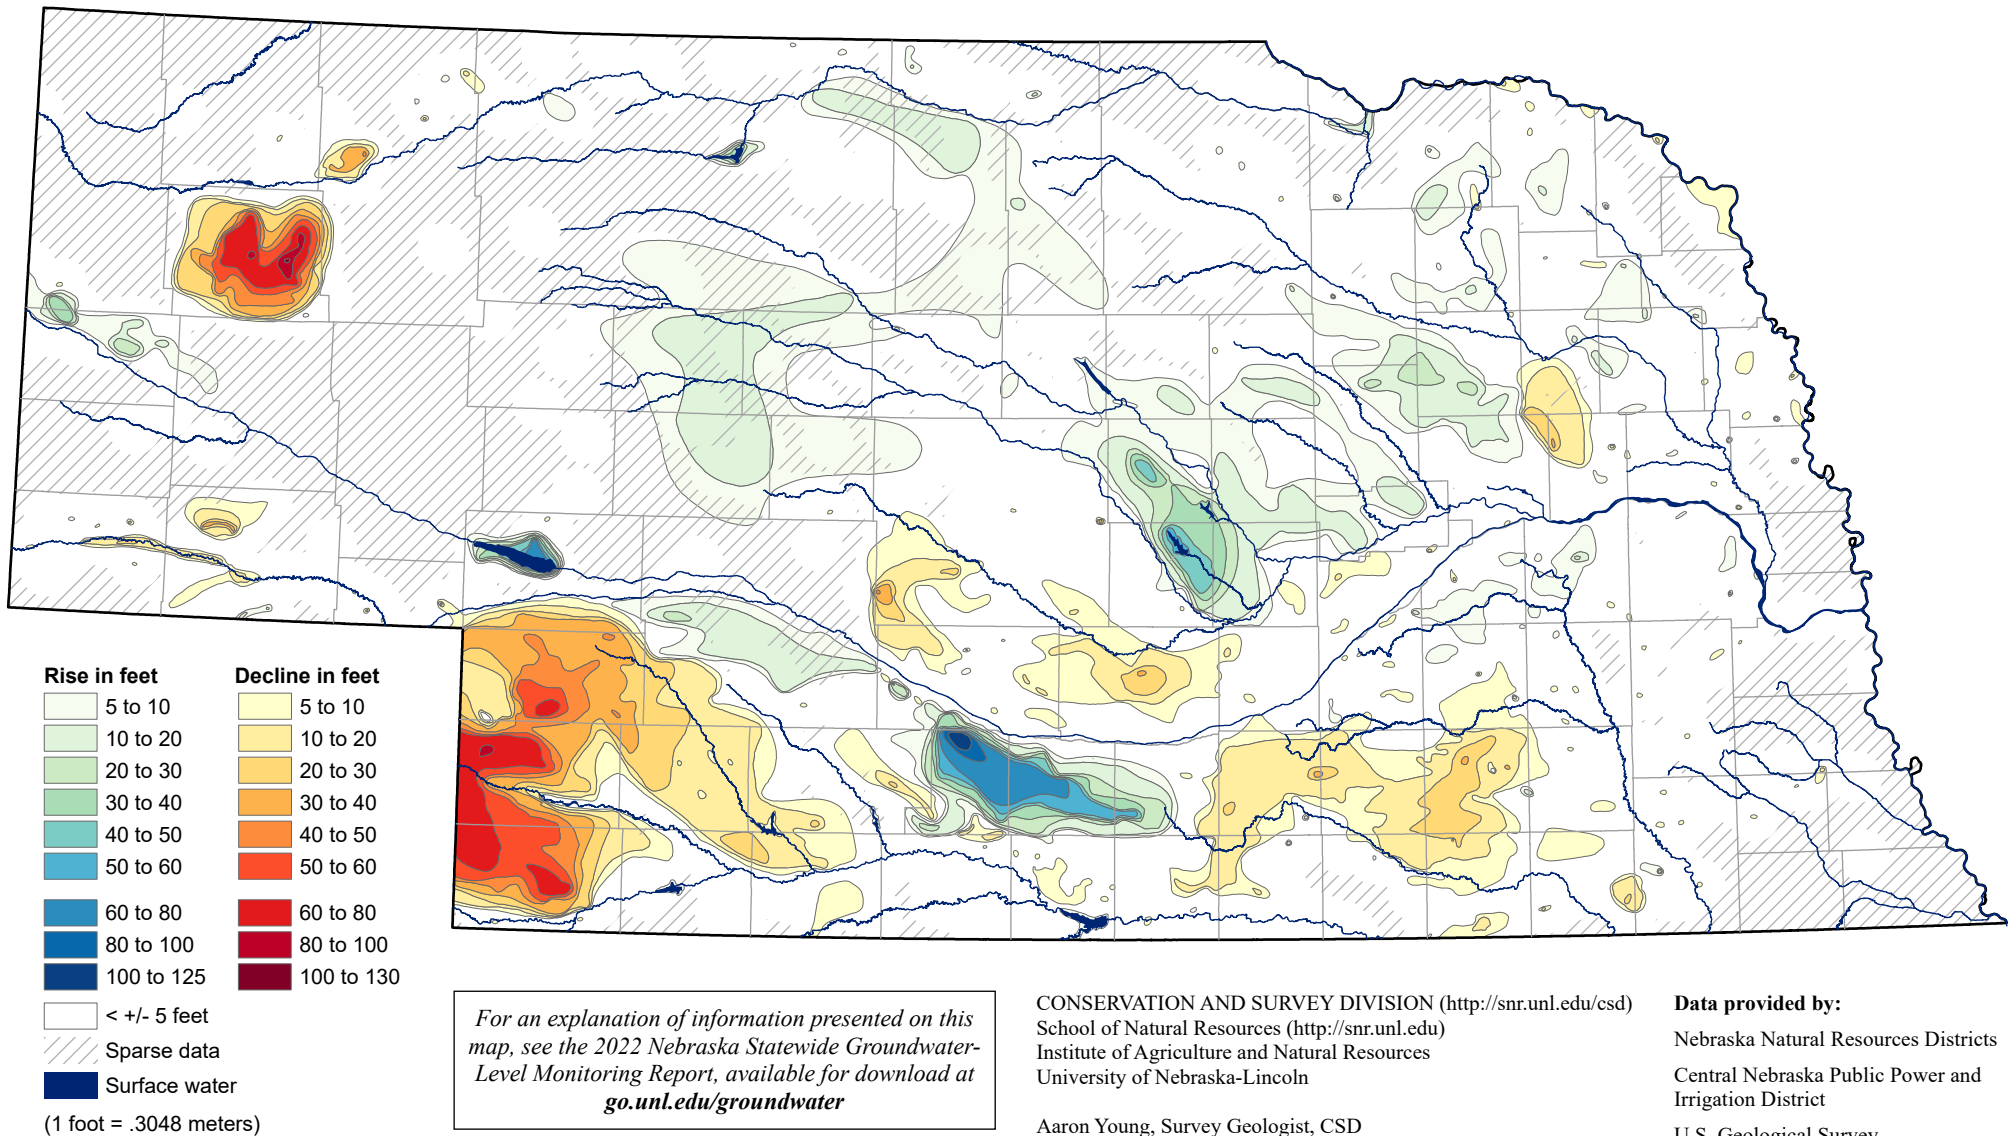 Rise in feet
5 to 10
10 to 20
20 to 30
30 to 40
40 to 50
50 to 60
60 to 80
80 to 100
100 to 125
< +/- 5 feet
Sparse data
Surface water
(1 foot = .3048 meters)
Decline in feet
5 to 10
10 to 20
20 to 30
30 to 40
40 to 50
50 to 60
60 to 80
80 to 100
100 to 130
For an explanation of information presented on this
map, see the 2022 Nebraska Statewide Groundwater-
Level Monitoring Report, available for download at
go.unl.edu/groundwater
CONSERVATION AND SURVEY DIVISION (http://snr.unl.edu/csd)
School of Natural Resources (http://snr.unl.edu)
Institute of Agriculture and Natural Resources
University of Nebraska-Lincoln
Aaron Young, Survey Geologist, CSD
Data provided by:
Nebraska Natural Resources Districts
Central Nebraska Public Power and
Irrigation District
U.S. Geological Survey